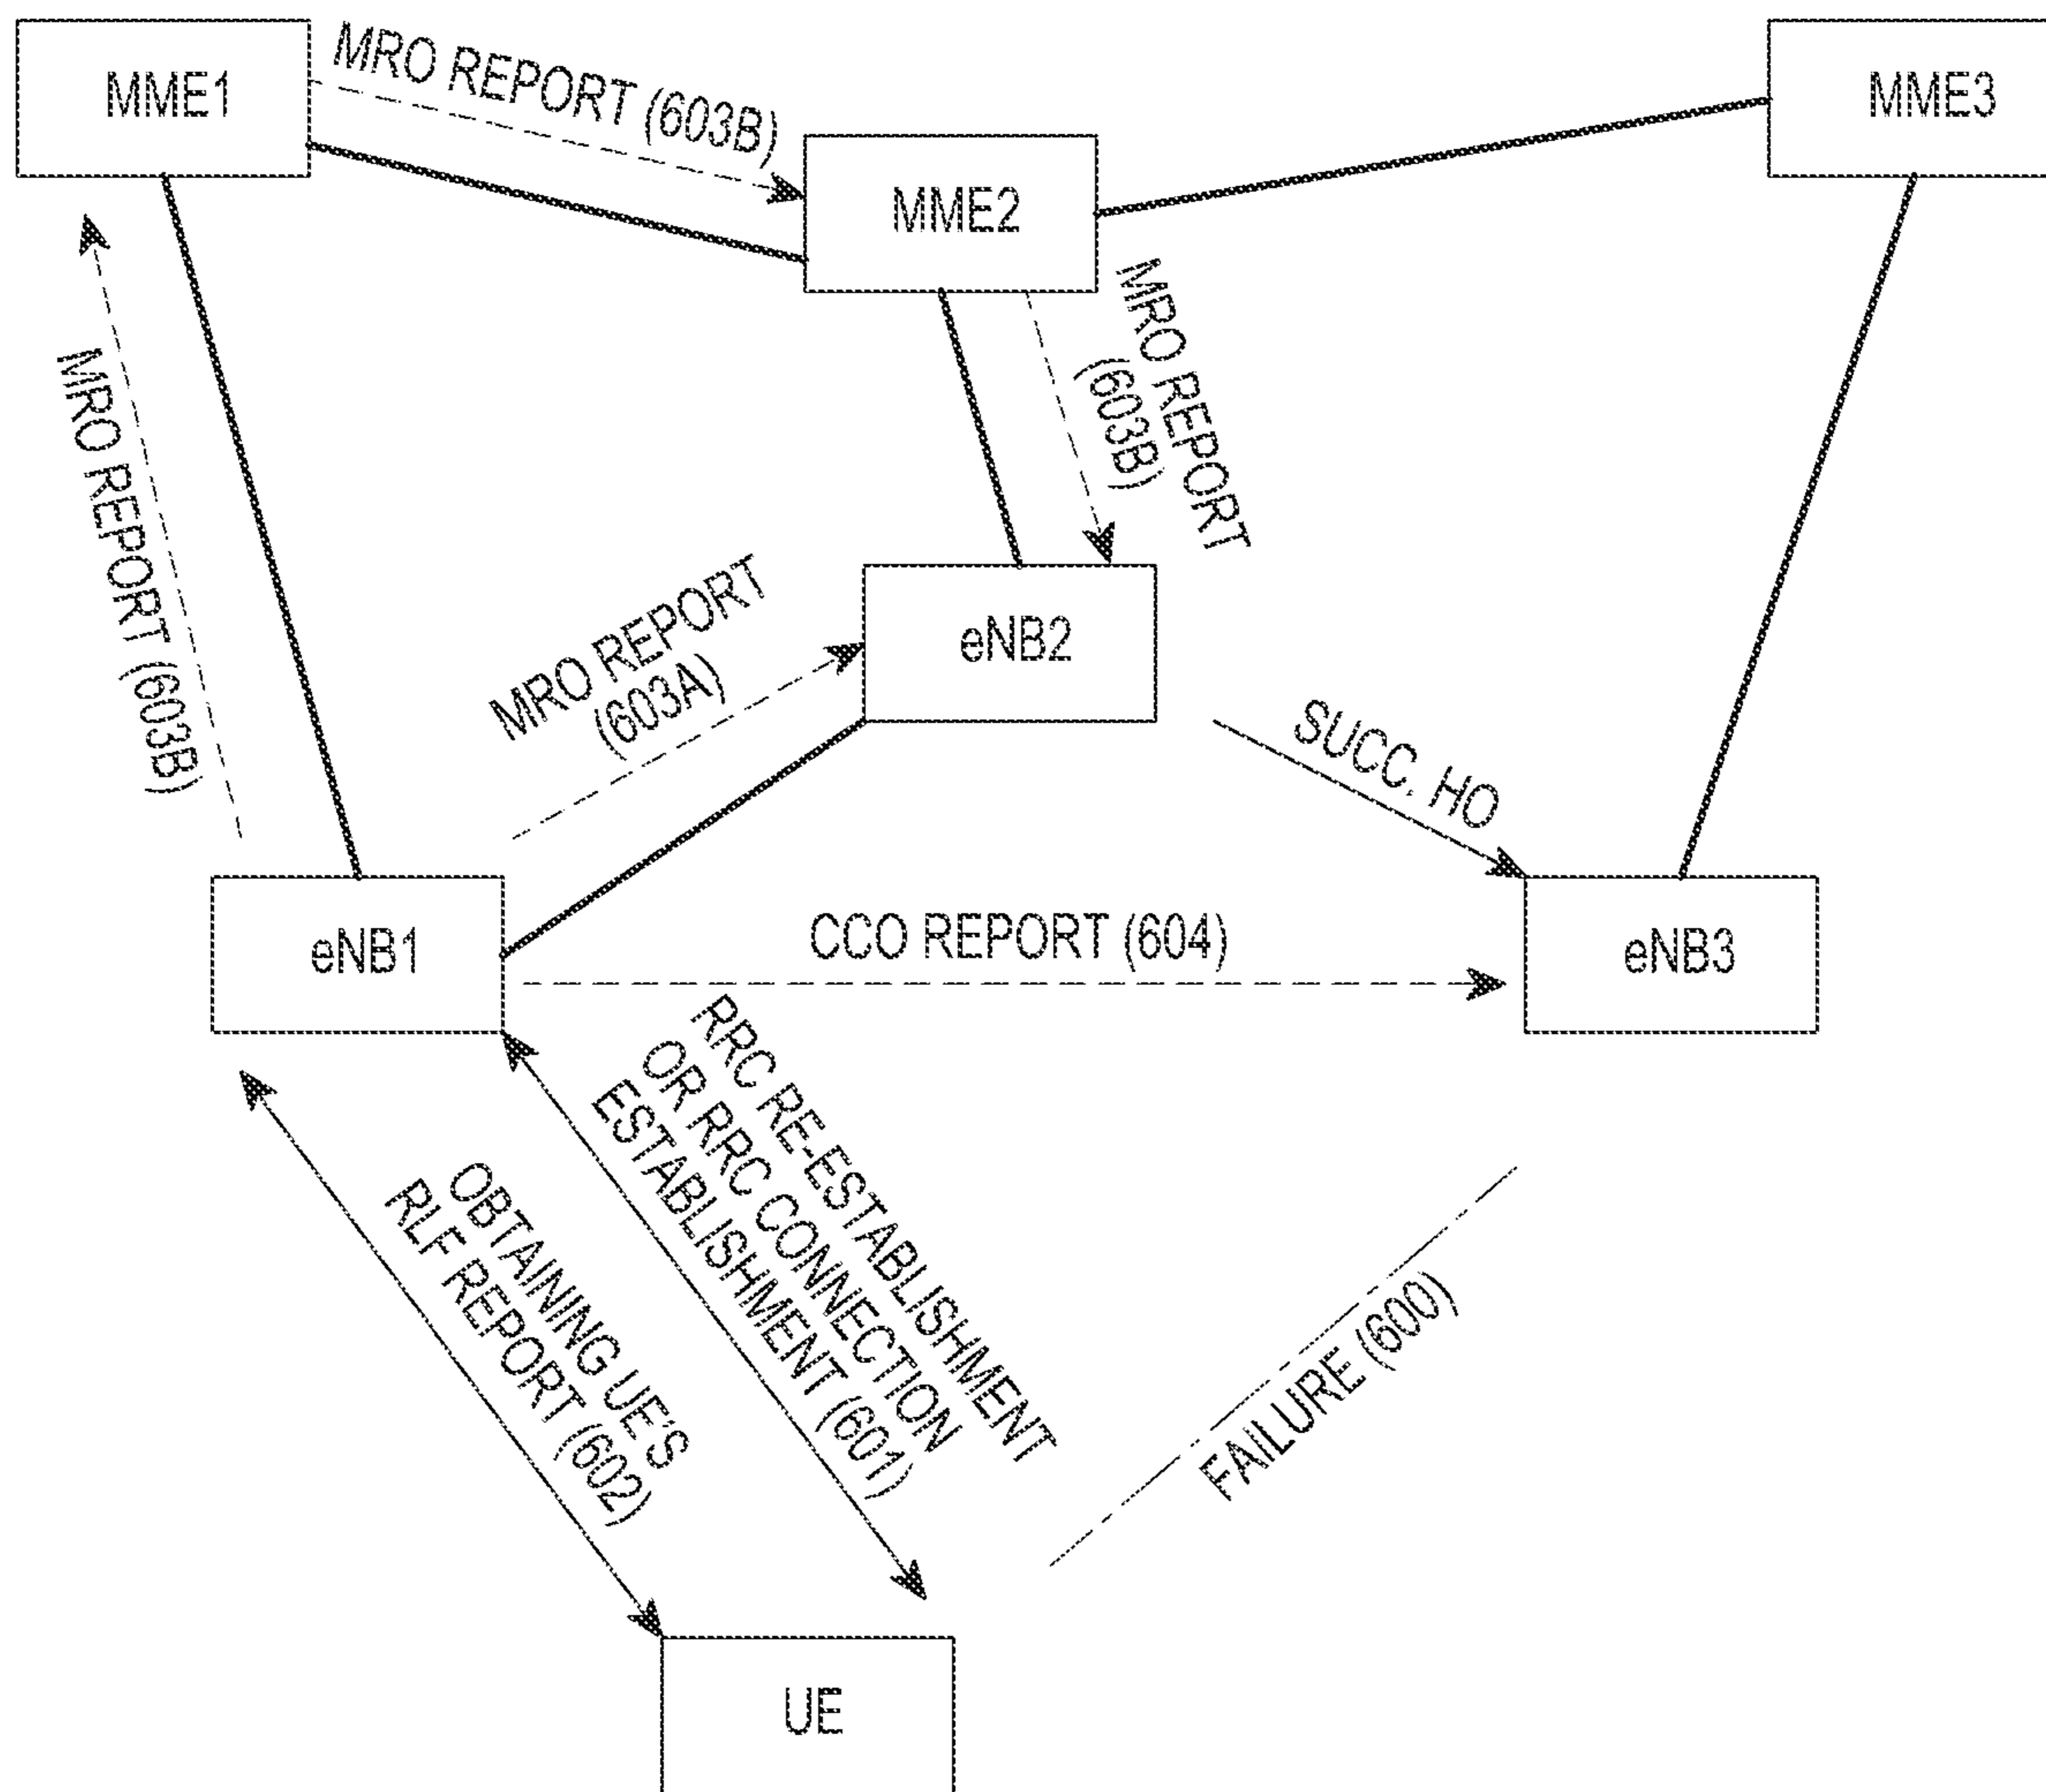 MME1
MRO REPORT (603B)
MME2
MME3
MRO REPORT (603B)
MRO REPORT
(603B)
MRO REPORT
(603A)
eNB2
SUCC. HO
eNB1
CCO REPORT (604)
eNB3
RRC RE-ESTABLISHMENT
OR RRC CONNECTION
ESTABLISHMENT (601)
OBTAINING UE'S
RLF REPORT (602)
FAILURE (600)
UE